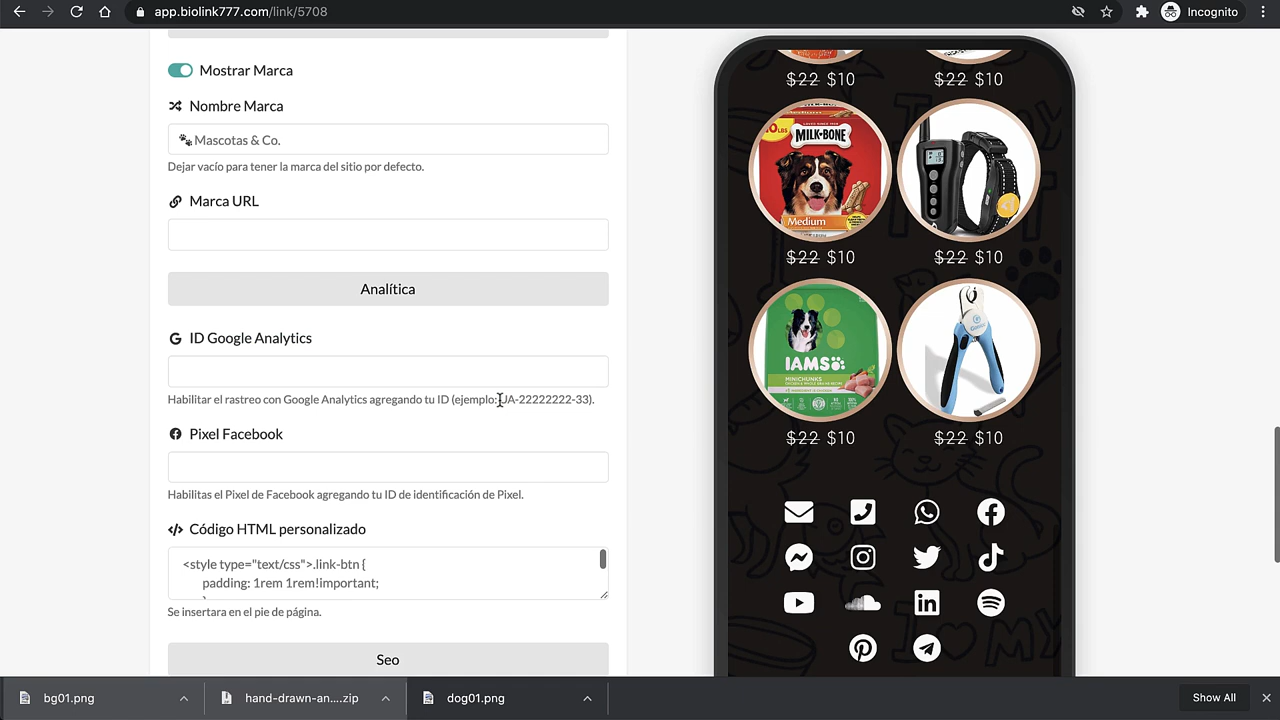 app.biolink777.com/link/5708
Incognito
Mostrar Marca
Nombre Marca
Mascotas & Co.
Dejar vacío para tener la marca del sitio por defecto.
Marca URL
Analítica
ID Google Analytics
Habilitar el rastreo con Google Analytics agregando tu ID (ejemplo: UA-22222222-33).
Pixel Facebook
Habilitas el Pixel de Facebook agregando tu ID de identificación de Pixel.
Código HTML personalizado
<style type="text/css">.link-btn {
padding: 1rem 1rem!important;
Se insertara en el pie de página.
Seo
$22 $10 $22 $10
MILK-BONE
Medium
$22 $10 $22 $10
IAMS
MINICHUNKS
$22 $10 $22 $10
bg01.png
hand-drawn-an....zip
dog01.png
Show All